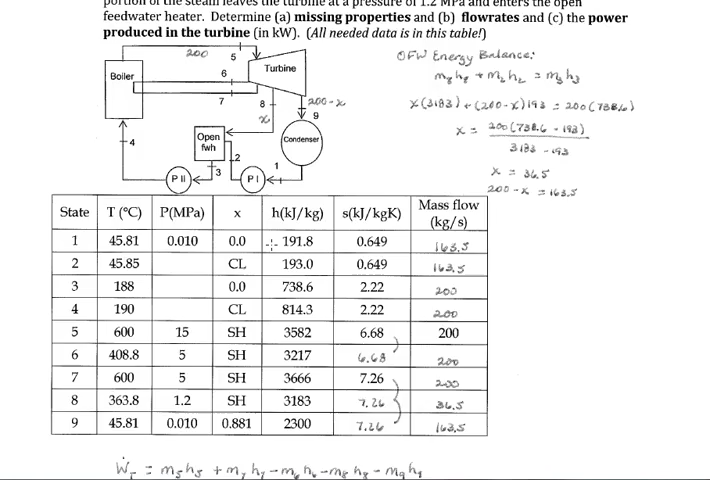 portion of the steam leaves the turbine at a pressure of 1.2 MPa and enters the open
feedwater heater. Determine (a) missing properties and (b) flowrates and (c) the power
produced in the turbine (in kW). (All needed data is in this table!)
200
5
Boiler
6
Turbine
7
8
200-x
x
9
4
Open
fwh
Condenser
2
3
1
P II
P I
OFW Energy Balance:
m8h8 + m2h2 = m3h3
x(3183) + (200-x)193 = 200(738.6)
x = 200(738.6 - 193)
3183 - 193
x = 36.5
200-x = 163.5
State T (°C) P(MPa) x h(kJ/kg) s(kJ/kgK) Mass flow (kg/s)
1 45.81 0.010 0.0 191.8 0.649 163.5
2 45.85 CL 193.0 0.649 163.5
3 188 0.0 738.6 2.22 200
4 190 CL 814.3 2.22 200
5 600 15 SH 3582 6.68 200
6 408.8 5 SH 3217 6.68 200
7 600 5 SH 3666 7.26 200
8 363.8 1.2 SH 3183 7.26 36.5
9 45.81 0.010 0.881 2300 7.26 163.5
ẆT = m5h5 + m7h7 - m6h6 - m8h8 - m9h9